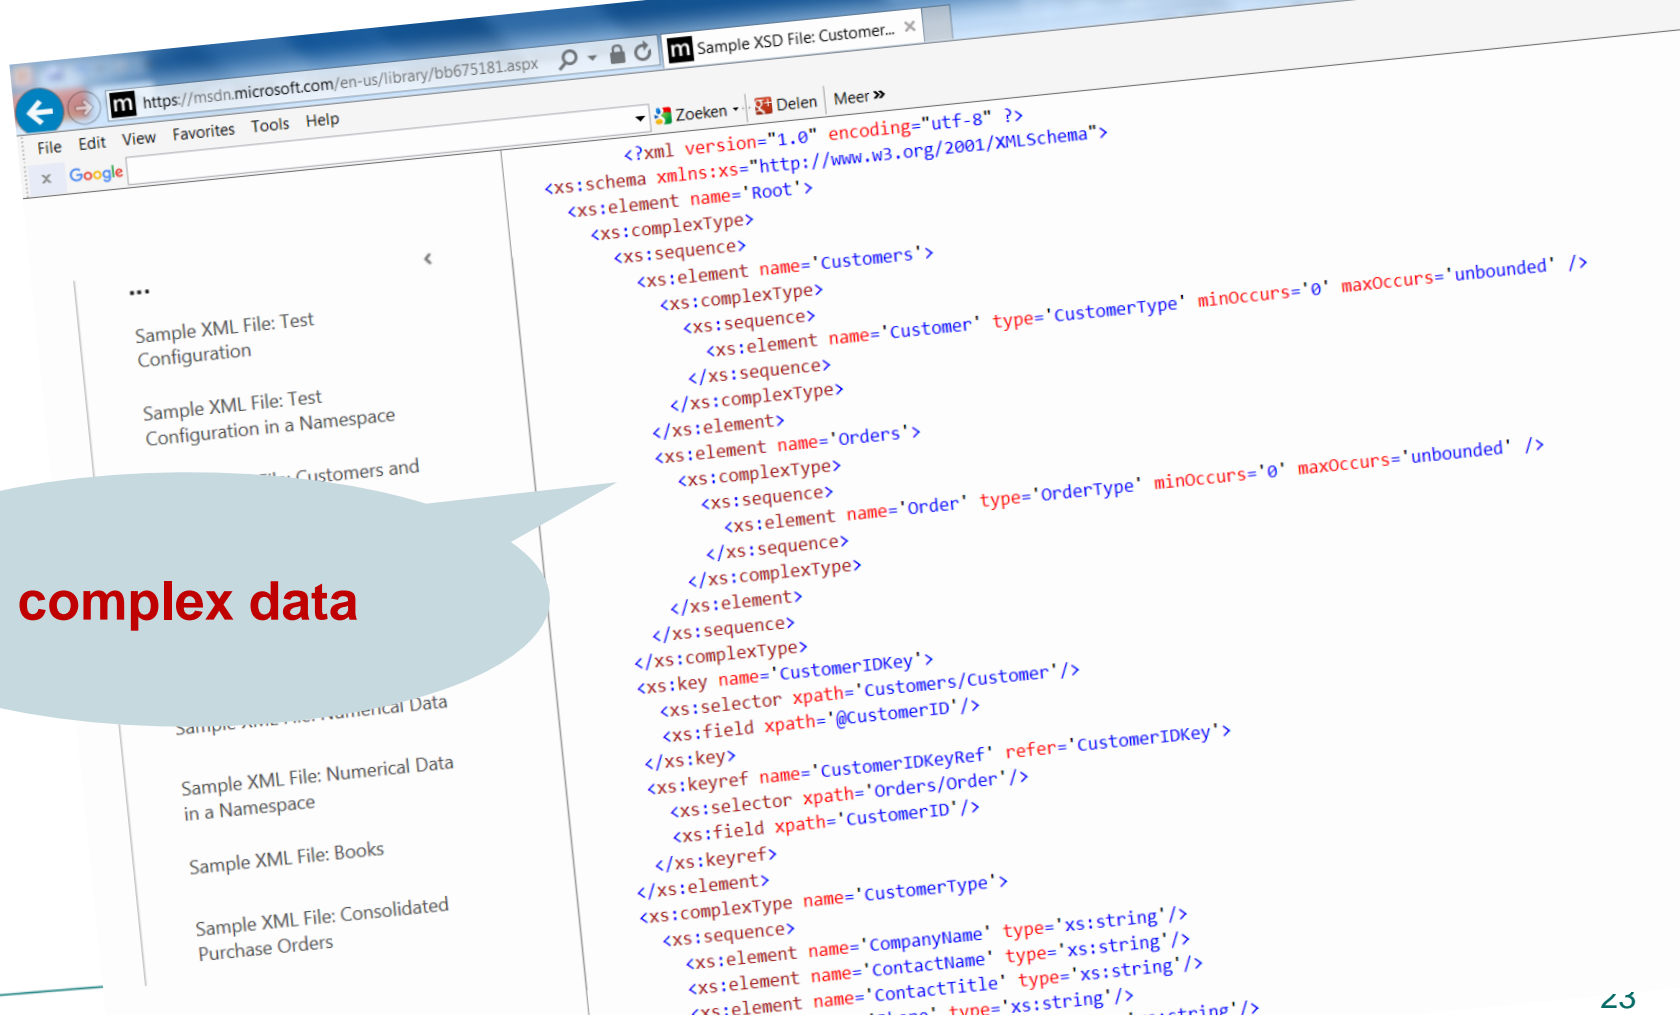 https://msdn.microsoft.com/en-us/library/bb675181.aspx
Sample XSD File: Customer...
File Edit View Favorites Tools Help
Google
Zoeken Delen Meer »
...
Sample XML File: Test
Configuration
Sample XML File: Test
Configuration in a Namespace
Customers and
complex data
Sample XML File: Numerical Data
Sample XML File: Numerical Data
in a Namespace
Sample XML File: Books
Sample XML File: Consolidated
Purchase Orders
<?xml version="1.0" encoding="utf-8" ?>
<xs:schema xmlns:xs="http://www.w3.org/2001/XMLSchema">
<xs:element name='Root'>
<xs:complexType>
<xs:sequence>
<xs:element name='Customers'>
<xs:complexType>
<xs:sequence>
<xs:element name='Customer' type='CustomerType' minOccurs='0' maxOccurs='unbounded' />
</xs:sequence>
</xs:complexType>
</xs:element>
<xs:element name='Orders'>
<xs:complexType>
<xs:sequence>
<xs:element name='Order' type='OrderType' minOccurs='0' maxOccurs='unbounded' />
</xs:sequence>
</xs:complexType>
</xs:element>
</xs:sequence>
</xs:complexType>
<xs:key name='CustomerIDKey'>
<xs:selector xpath='Customers/Customer'/>
<xs:field xpath='@CustomerID'/>
</xs:key>
<xs:keyref name='CustomerIDKeyRef' refer='CustomerIDKey'>
<xs:selector xpath='Orders/Order'/>
<xs:field xpath='CustomerID'/>
</xs:keyref>
</xs:element>
<xs:complexType name='CustomerType'>
<xs:sequence>
<xs:element name='CompanyName' type='xs:string'/>
<xs:element name='ContactName' type='xs:string'/>
<xs:element name='ContactTitle' type='xs:string'/>
type='xs:string'/>
23